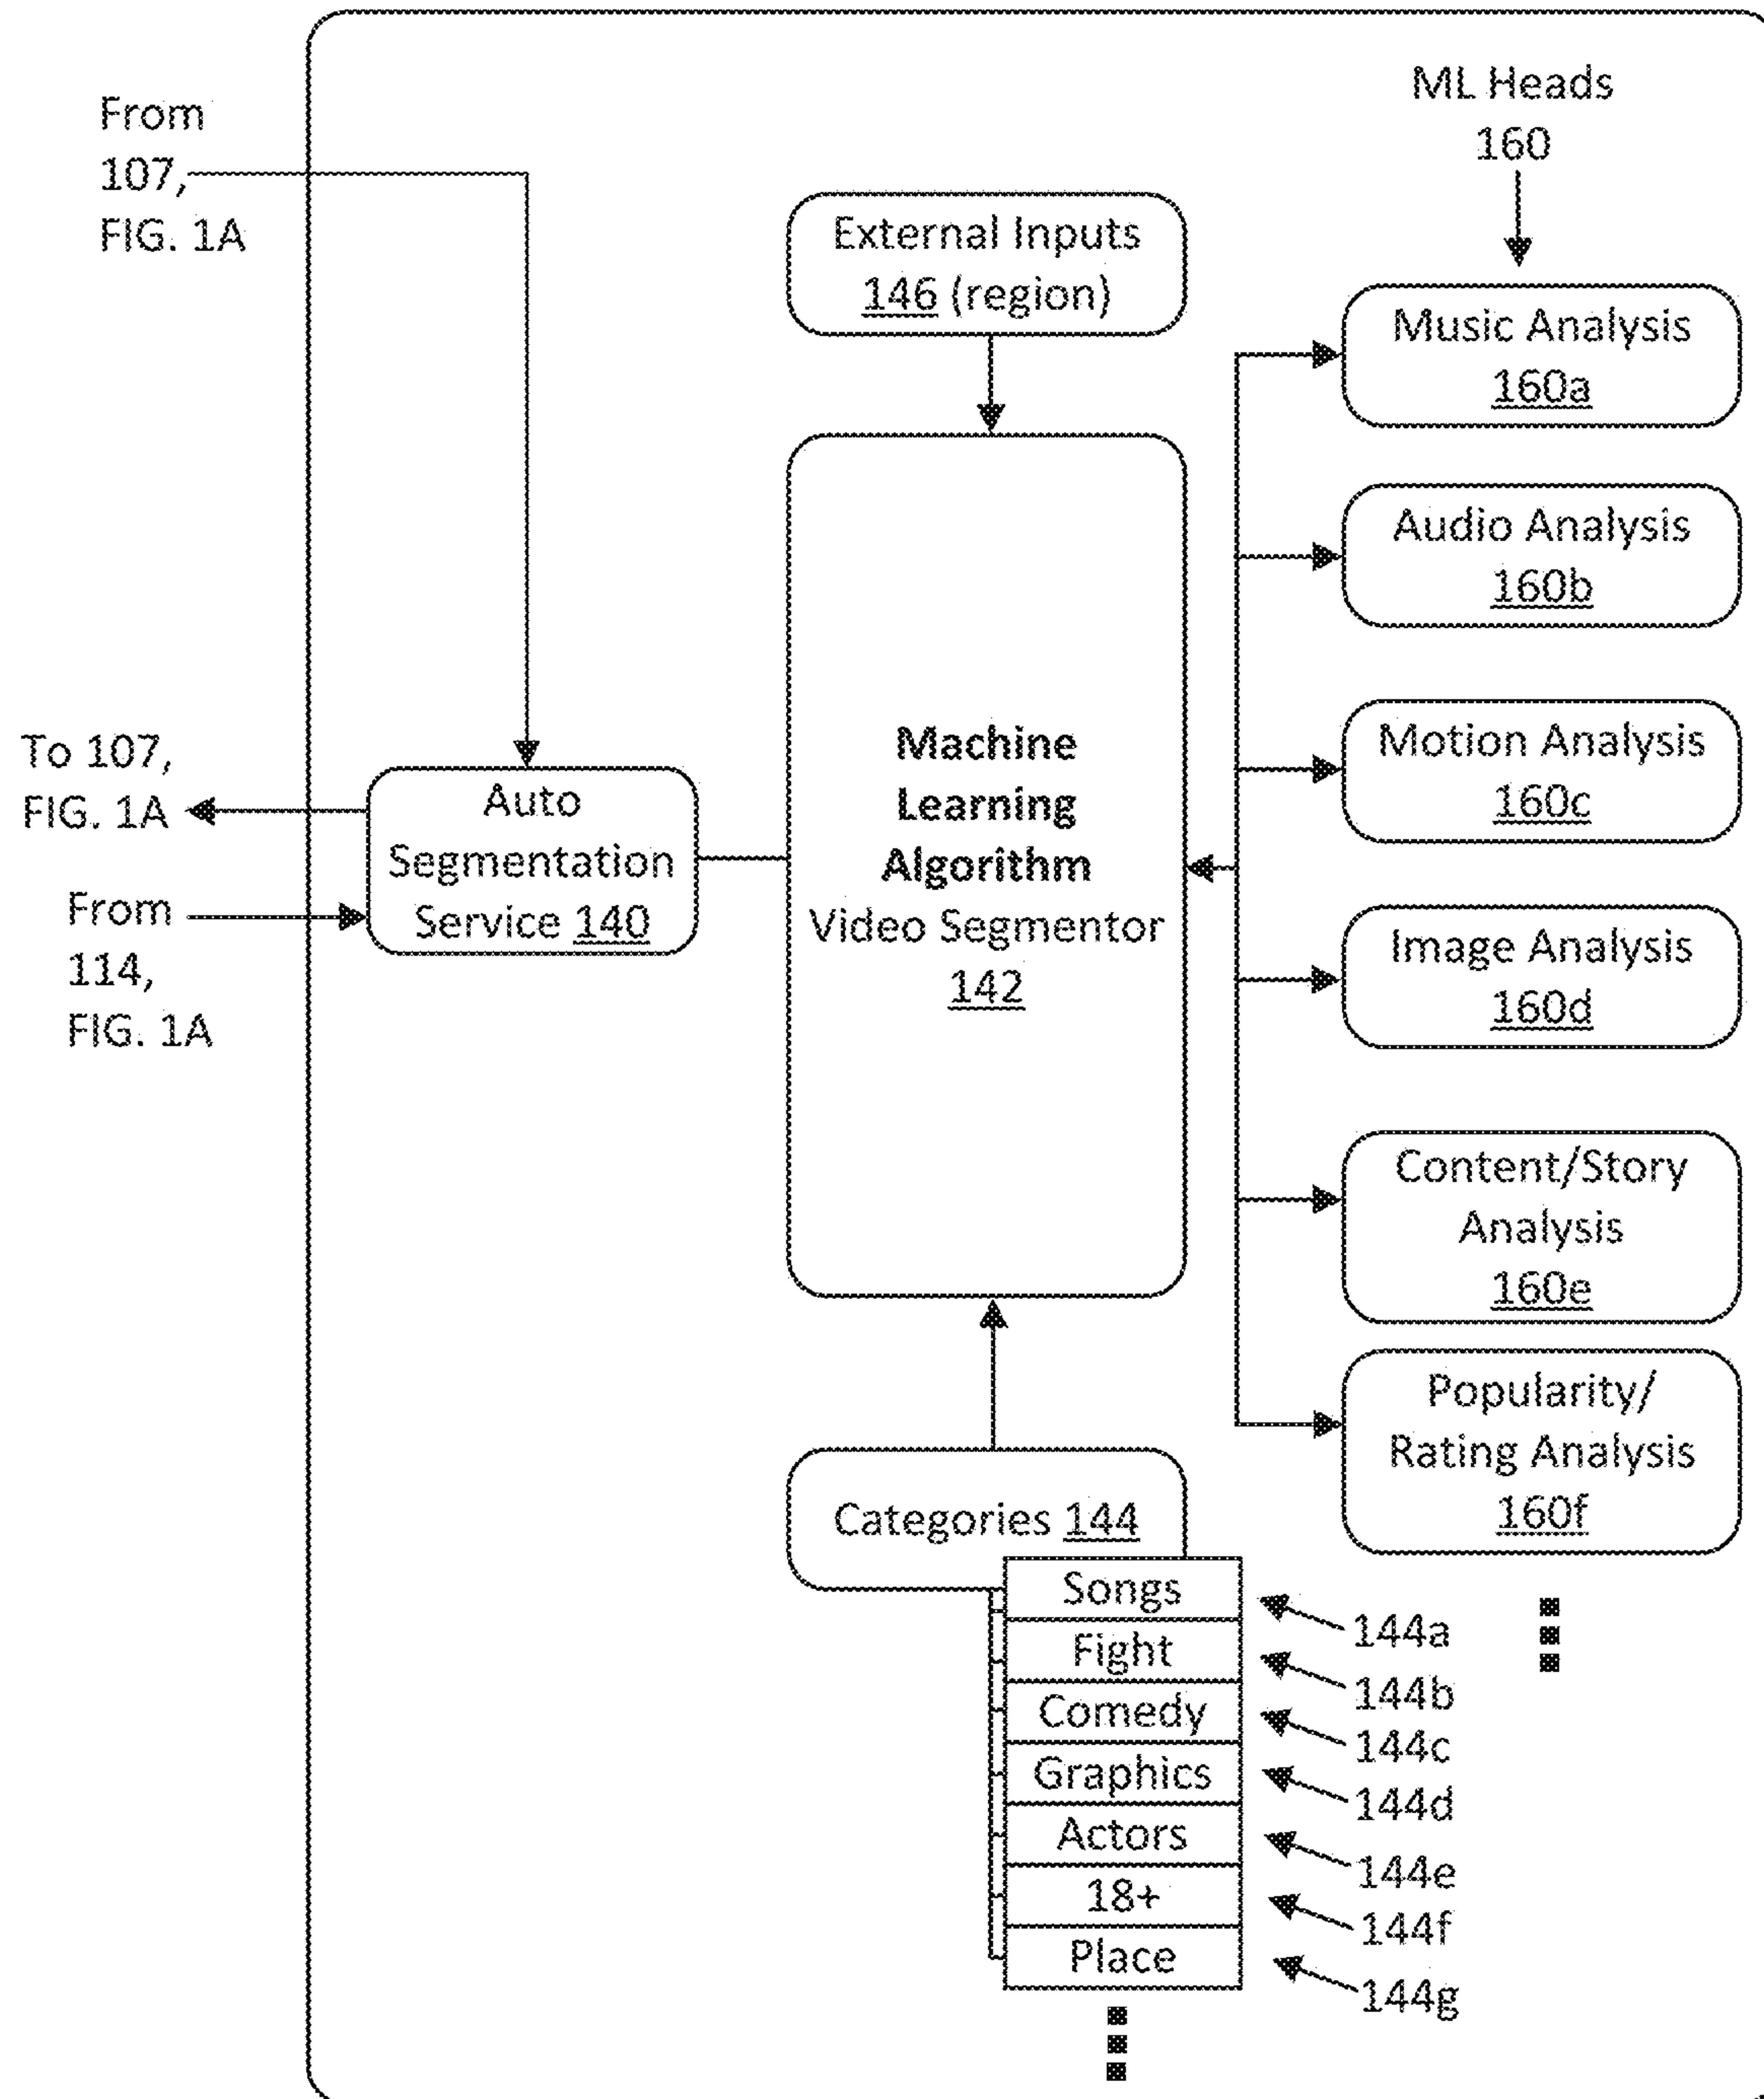 From
107,
FIG. 1A
ML Heads
160
External Inputs
146 (region)
Music Analysis
160a
Audio Analysis
160b
Motion Analysis
160c
To 107,
FIG. 1A
Auto
Segmentation
Service 140
From
114,
FIG. 1A
Machine
Learning
Algorithm
Video Segmentor
142
Image Analysis
160d
Content/Story
Analysis
160e
Popularity/
Rating Analysis
160f
Categories 144
Songs
144a
Fight
144b
Comedy
144c
Graphics
144d
Actors
144e
18+
144f
Place
144g